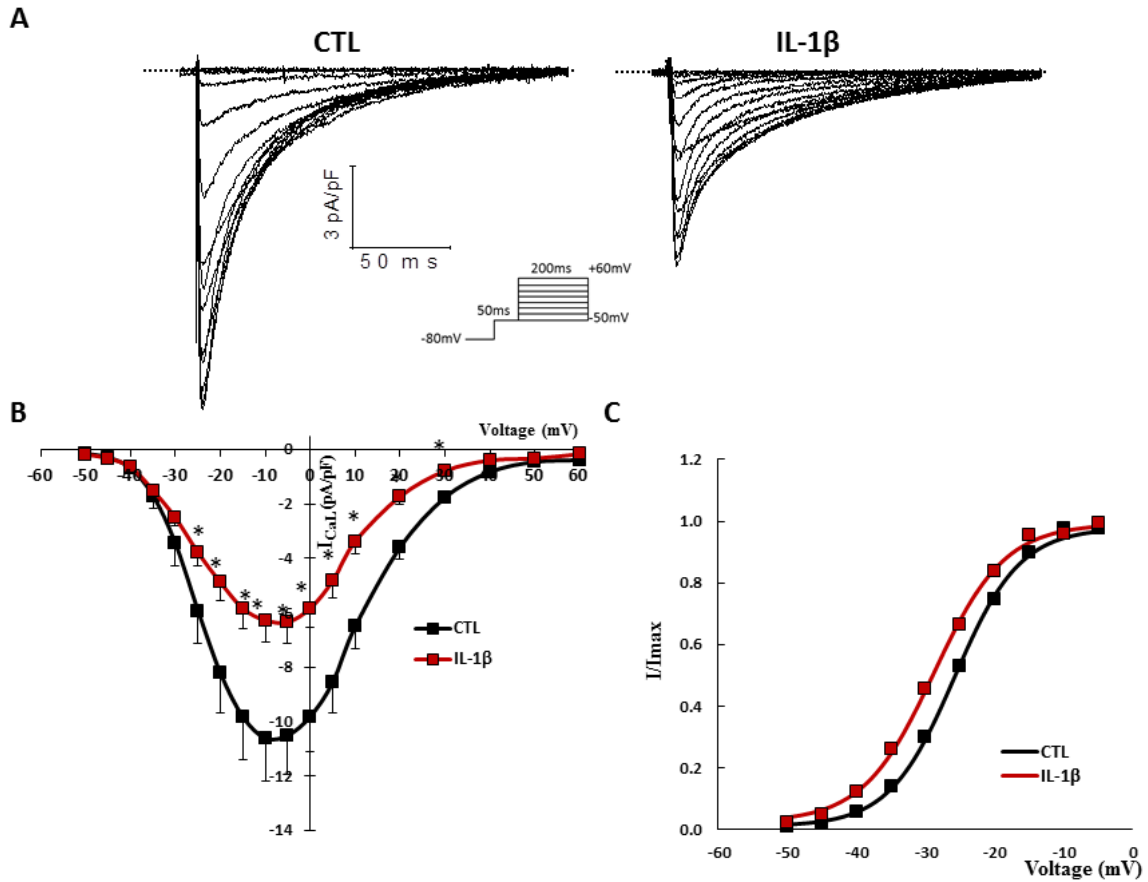 A
CTL
IL-1β
3 pA/pF
50 ms
200ms
+60mV
50ms
-50mV
-80mV
B
Voltage (mV)
0
-60 -50 -40 -30 -20 -10 0 10 20 30 40 50 60
I CaL (pA/pF)
-2
-4
-6
-8
-10
-12
-14
* * * * * * * * * *
CTL
IL-1β
C
I/Imax
1.2
1.0
0.8
0.6
0.4
0.2
0.0
CTL
IL-1β
-60 -50 -40 -30 -20 -10 0
Voltage (mV)